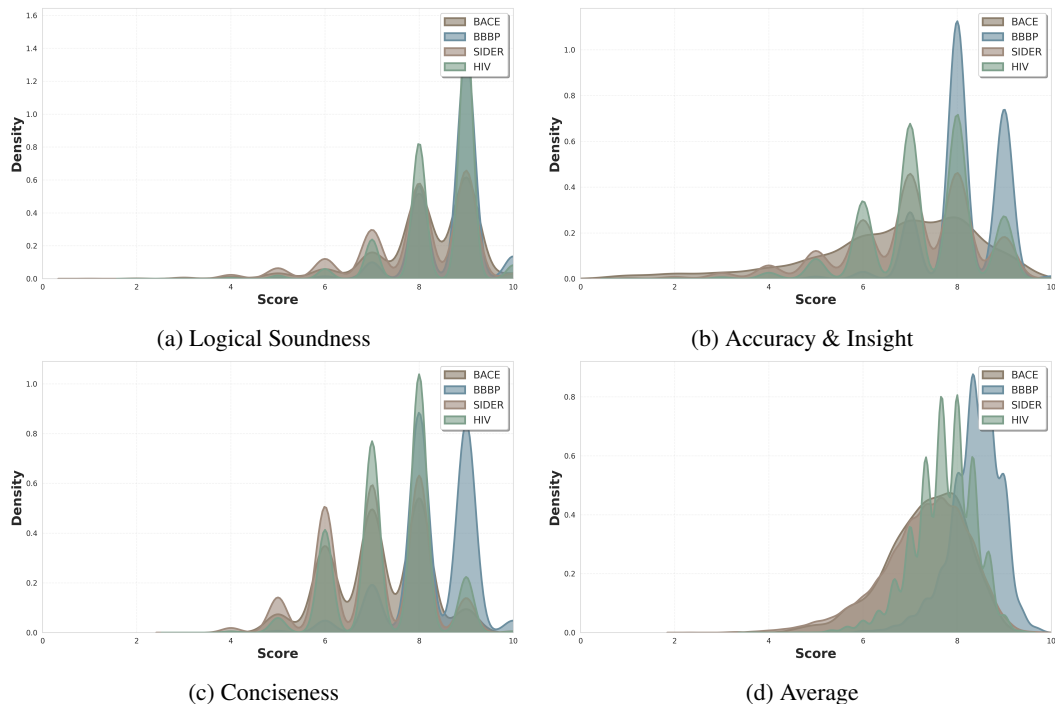 1.6
1.4
1.2
1.0
0.8
0.6
0.4
0.2
0.0
Density
0 2 4 6 8 10
Score
BACE
BBBP
SIDER
HIV
(a) Logical Soundness
1.0
0.8
0.6
0.4
0.2
0.0
Density
0 2 4 6 8 10
Score
BACE
BBBP
SIDER
HIV
(b) Accuracy & Insight
1.0
0.8
0.6
0.4
0.2
0.0
Density
0 2 4 6 8 10
Score
BACE
BBBP
SIDER
HIV
(c) Conciseness
0.8
0.6
0.4
0.2
0.0
Density
0 2 4 6 8 10
Score
BACE
BBBP
SIDER
HIV
(d) Average